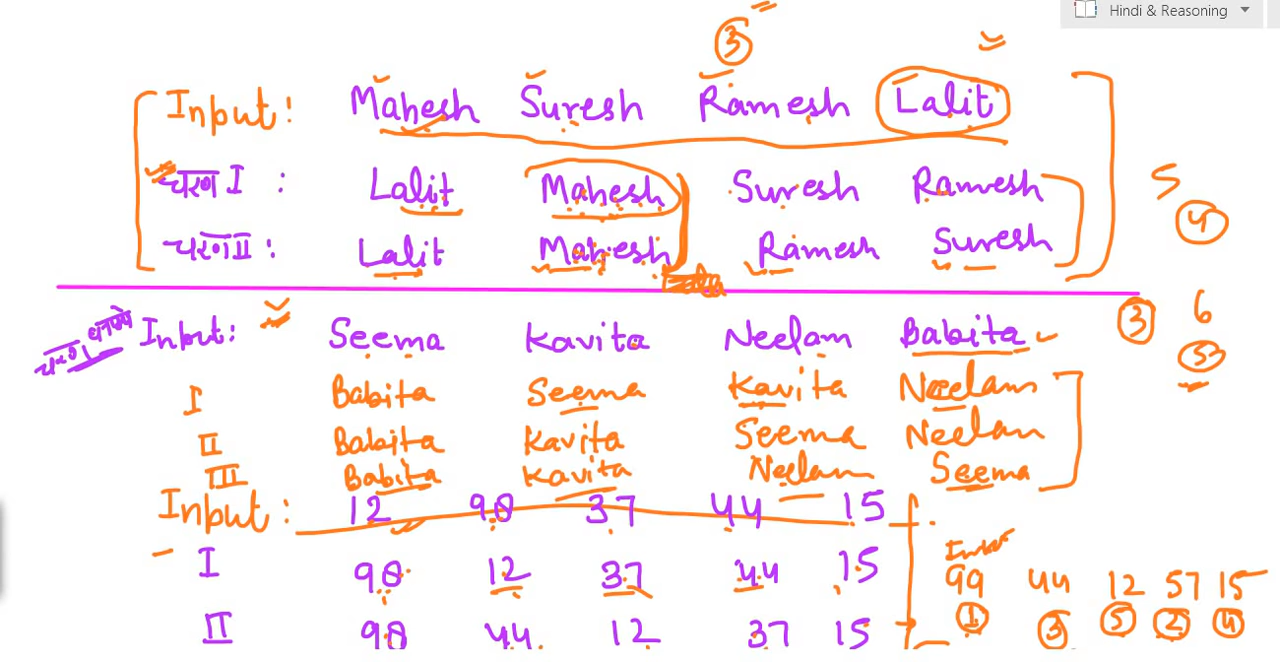 Hindi & Reasoning
3
Input: Mahesh Suresh Ramesh Lalit
चरण I : Lalit Mahesh Suresh Ramesh
5
4
चरण II : Lalit Mahesh Ramesh Suresh
Input: Seema Kavita Neelam Babita
3
6
5
I Babita Seema Kavita Neelam
II Babita Kavita Seema Neelam
III Babita Kavita Neelam Seema
Input: 12 98 37 44 15
I 98 12 37 44 15
99 44 12 57 15
1 3 5 2 4
II 98 44 12 37 15